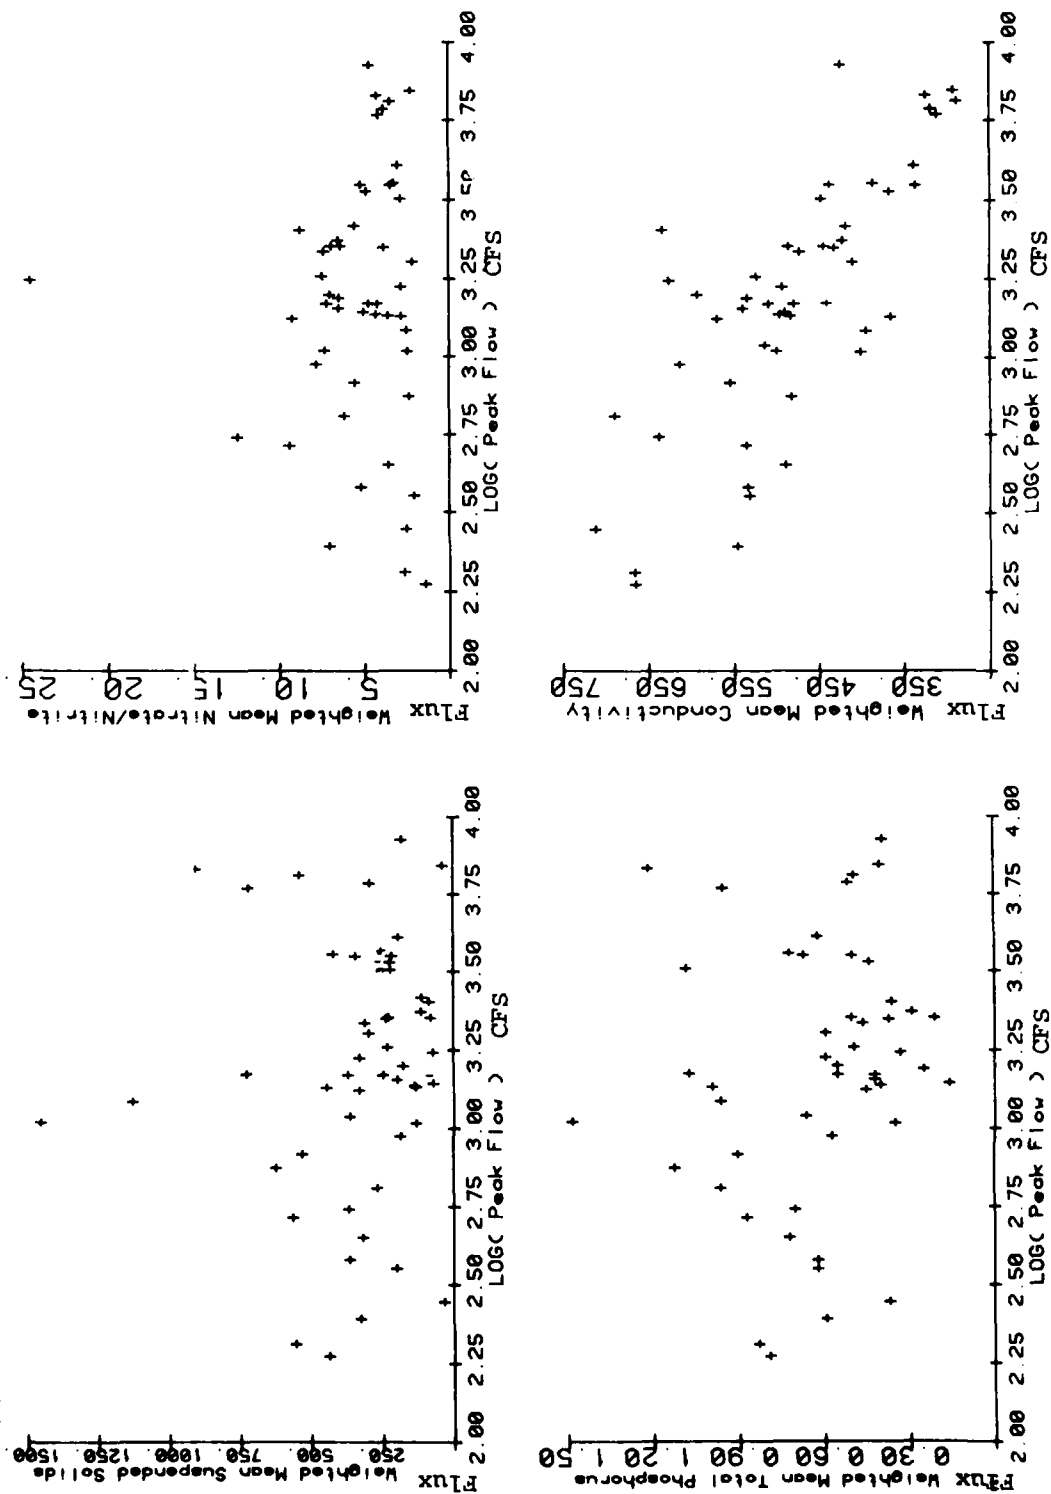 Flux
Weighted Mean Suspended Solids
1500
1250
1000
750
500
250
2.00 2.25 2.50 2.75 3.00 3.25 3.50 3.75 4.00
LOG( Peak Flow ) CFS
Flux
Weighted Mean Nitrate/Nitrite
25
20
15
10
5
2.00 2.25 2.50 2.75 3.00 3.25 3.50 3.75 4.00
LOG( Peak Flow ) CFS
Flux
Weighted Mean Total Phosphorus
1.50
1.20
0.90
0.60
0.30
2.00 2.25 2.50 2.75 3.00 3.25 3.50 3.75 4.00
LOG( Peak Flow ) CFS
Flux
Weighted Mean Conductivity
750
650
550
450
350
2.00 2.25 2.50 2.75 3.00 3.25 3.50 3.75 4.00
LOG( Peak Flow ) CFS